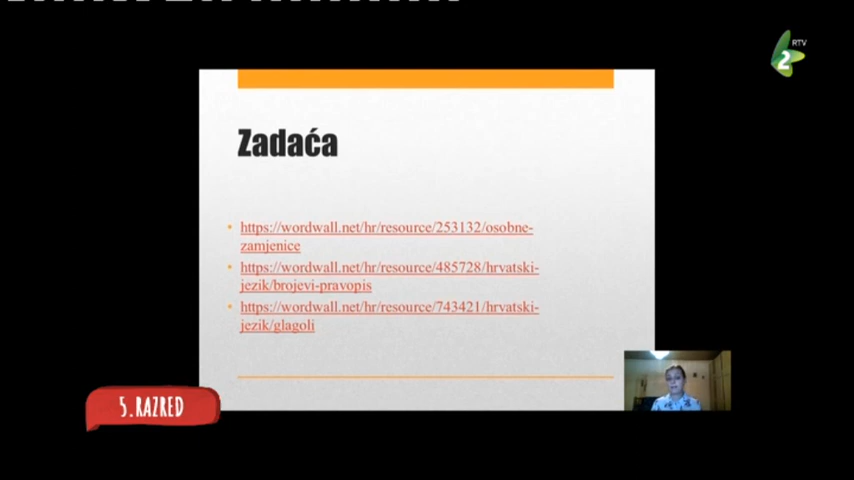 RTV
2
Zadaća
https://wordwall.net/hr/resource/253132/osobne-
zamjenice
https://wordwall.net/hr/resource/485728/hrvatski-
jezik/brojevi-pravopis
https://wordwall.net/hr/resource/743421/hrvatski-
jezik/glagoli
5.RAZRED